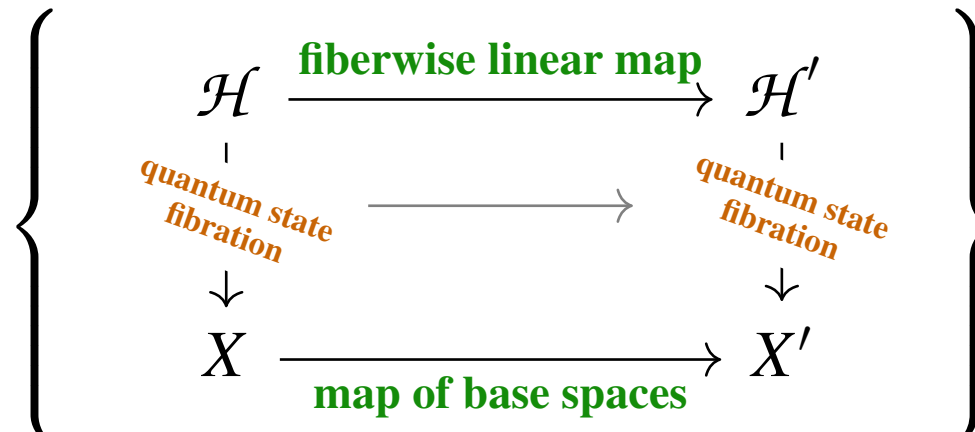 fiberwise linear map
ℋ ℋ′
quantum state
fibration
quantum state
fibration
X X′
map of base spaces